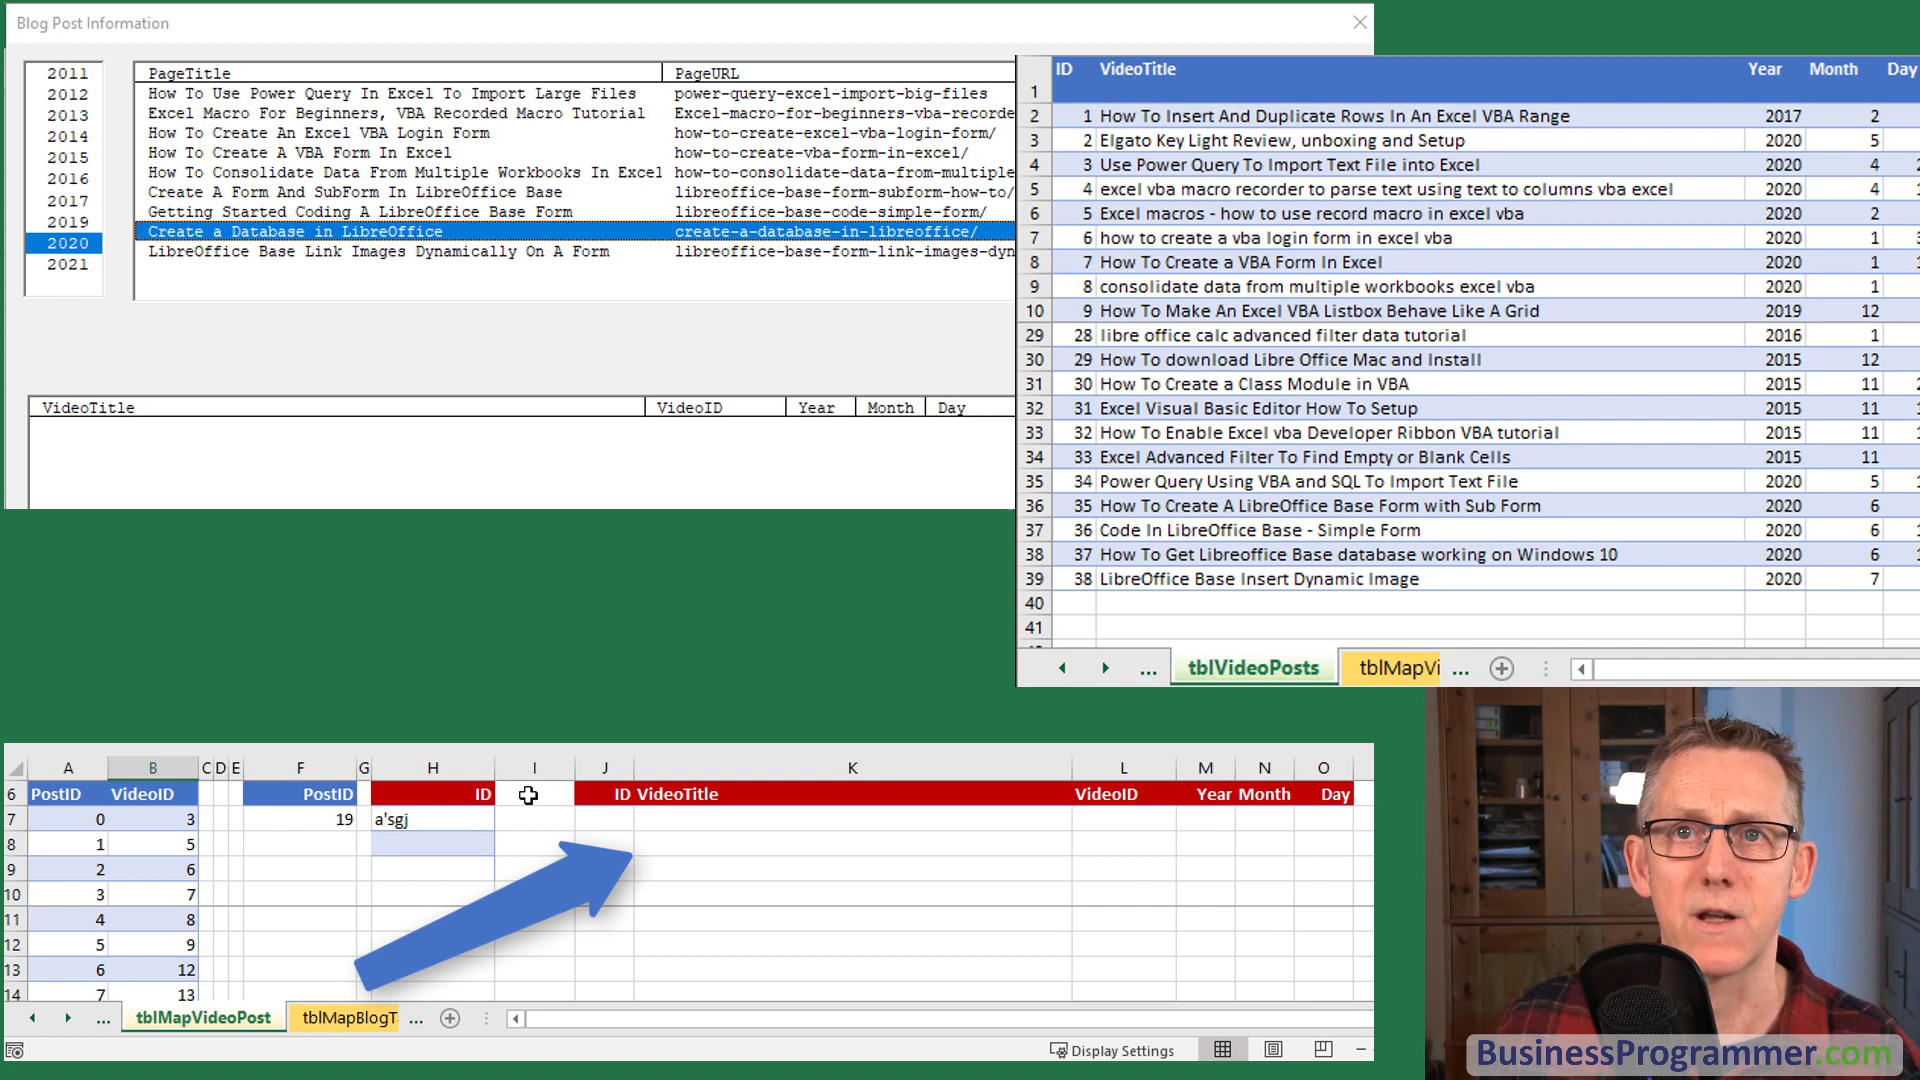 Blog Post Information
2011
2012
2013
2014
2015
2016
2017
2019
2020
2021
PageTitle PageURL
How To Use Power Query In Excel To Import Large Files power-query-excel-import-big-files
Excel Macro For Beginners, VBA Recorded Macro Tutorial Excel-macro-for-beginners-vba-recorde
How To Create An Excel VBA Login Form how-to-create-excel-vba-login-form/
How To Create A VBA Form In Excel how-to-create-vba-form-in-excel/
How To Consolidate Data From Multiple Workbooks In Excel how-to-consolidate-data-from-multiple
Create A Form And SubForm In LibreOffice Base libreoffice-base-form-subform-how-to/
Getting Started Coding A LibreOffice Base Form libreoffice-base-code-simple-form/
Create a Database in LibreOffice create-a-database-in-libreoffice/
LibreOffice Base Link Images Dynamically On A Form libreoffice-base-form-link-images-dyn
VideoTitle VideoID Year Month Day
1 ID VideoTitle Year Month Day
2 1 How To Insert And Duplicate Rows In An Excel VBA Range 2017 2
3 2 Elgato Key Light Review, unboxing and Setup 2020 5
4 3 Use Power Query To Import Text File into Excel 2020 4
5 4 excel vba macro recorder to parse text using text to columns vba excel 2020 4
6 5 Excel macros - how to use record macro in excel vba 2020 2
7 6 how to create a vba login form in excel vba 2020 1
8 7 How To Create a VBA Form In Excel 2020 1
9 8 consolidate data from multiple workbooks excel vba 2020 1
10 9 How To Make An Excel VBA Listbox Behave Like A Grid 2019 12
29 28 libre office calc advanced filter data tutorial 2016 1
30 29 How To download Libre Office Mac and Install 2015 12
31 30 How To Create a Class Module in VBA 2015 11
32 31 Excel Visual Basic Editor How To Setup 2015 11
33 32 How To Enable Excel vba Developer Ribbon VBA tutorial 2015 11
34 33 Excel Advanced Filter To Find Empty or Blank Cells 2015 11
35 34 Power Query Using VBA and SQL To Import Text File 2020 5
36 35 How To Create A LibreOffice Base Form with Sub Form 2020 6
37 36 Code In LibreOffice Base - Simple Form 2020 6
38 37 How To Get Libreoffice Base database working on Windows 10 2020 6
39 38 LibreOffice Base Insert Dynamic Image 2020 7
40
41
... tblVideoPosts tblMapVi ...
A B C D E F G H I J K L M N O
6 PostID VideoID PostID ID ID VideoTitle VideoID Year Month Day
7 0 3 19 a'sgj
8 1 5
9 2 6
10 3 7
11 4 8
12 5 9
13 6 12
14 7 13
... tblMapVideoPost tblMapBlogT ...
Display Settings
BusinessProgrammer.com